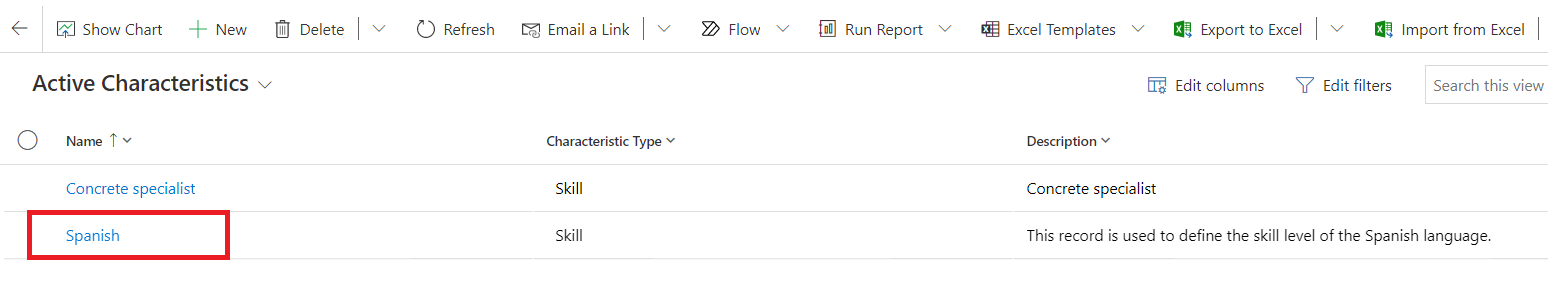 Show Chart New Delete Refresh Email a Link Flow Run Report Excel Templates Export to Excel Import from Excel
Active Characteristics Edit columns Edit filters Search this view
Name Characteristic Type Description
Concrete specialist Skill Concrete specialist
Spanish Skill This record is used to define the skill level of the Spanish language.